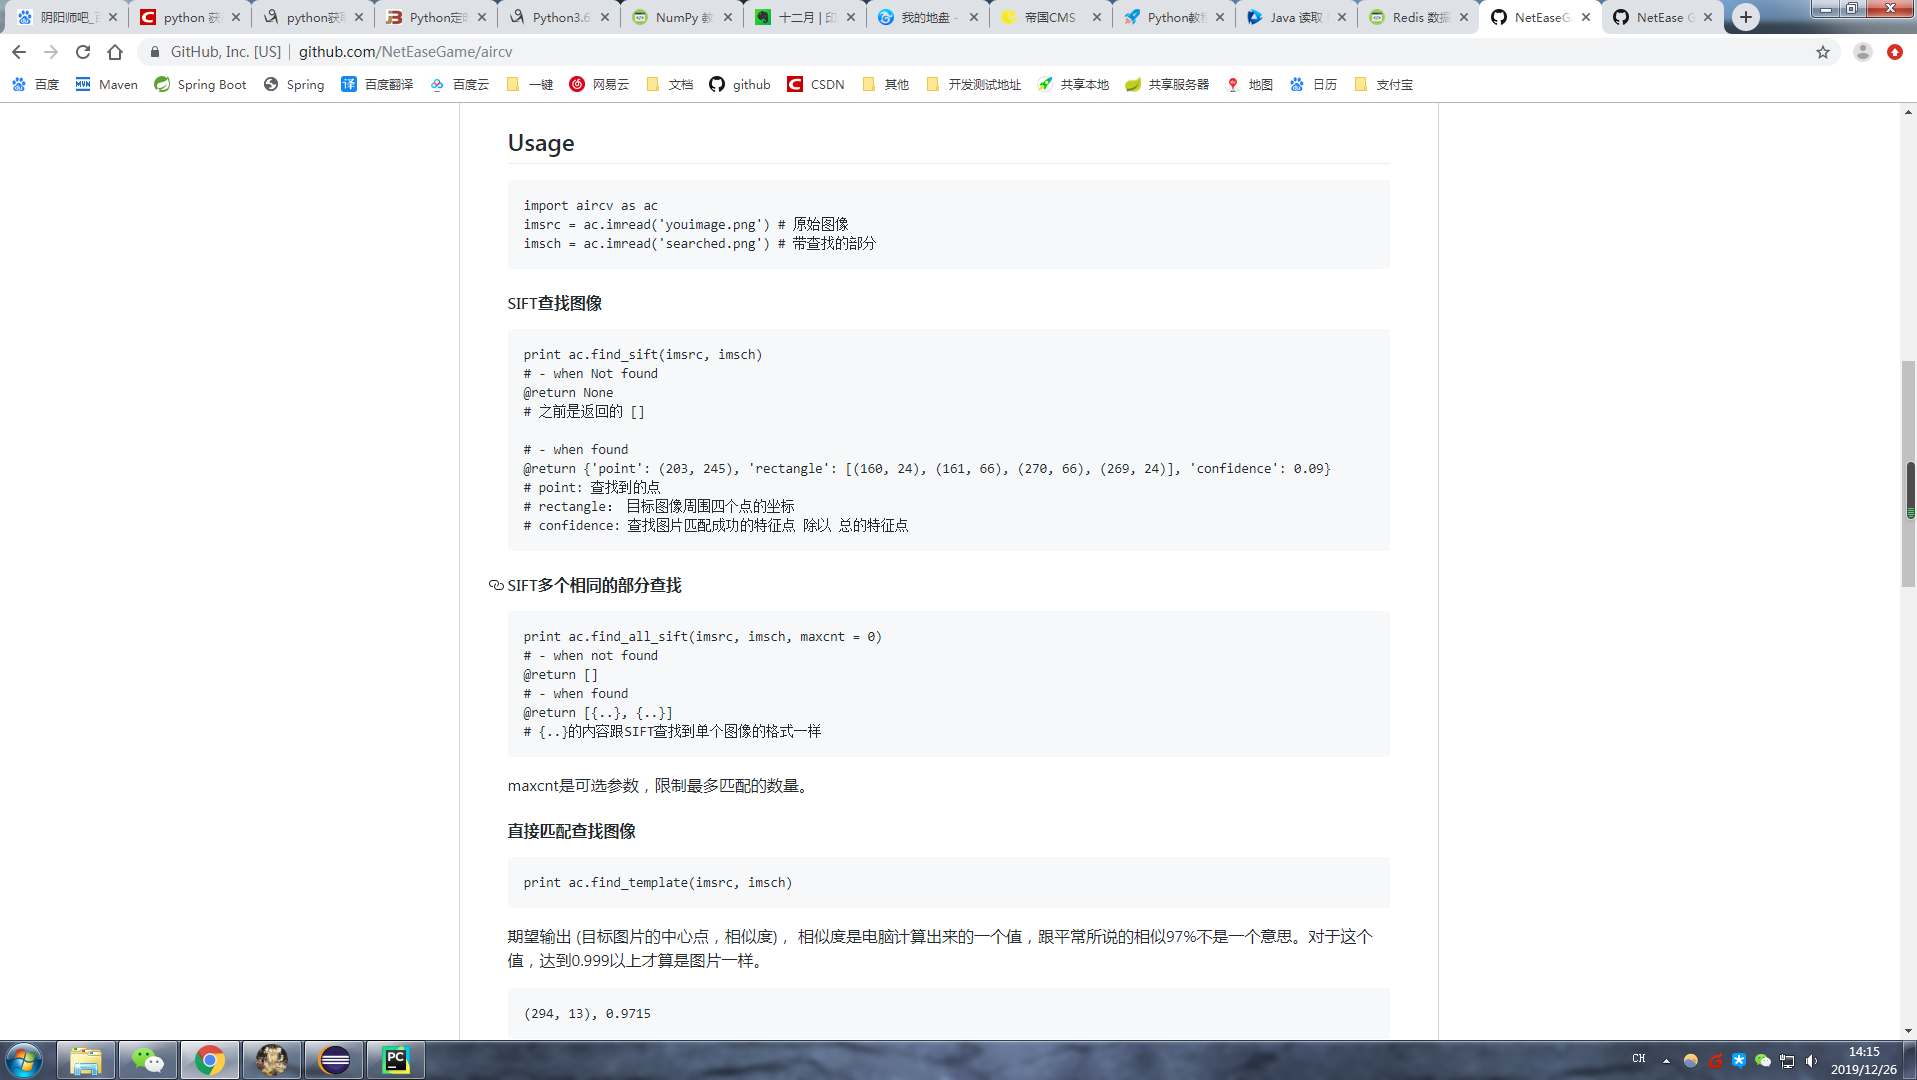 阴阳师吧_百
python 获
python获取
Python定时
Python3.6
NumPy 教
十二月 | 印
我的地盘 -
帝国CMS
Python教程
Java 读取
Redis 数据
NetEaseG
NetEase G
GitHub, Inc. [US] | github.com/NetEaseGame/aircv
百度 Maven Spring Boot Spring 百度翻译 百度云 一键 网易云 文档 github CSDN 其他 开发测试地址 共享本地 共享服务器 地图 日历 支付宝
Usage
import aircv as ac
imsrc = ac.imread('youimage.png') # 原始图像
imsch = ac.imread('searched.png') # 带查找的部分
SIFT查找图像
print ac.find_sift(imsrc, imsch)
# - when Not found
@return None
# 之前是返回的 []
# - when found
@return {'point': (203, 245), 'rectangle': [(160, 24), (161, 66), (270, 66), (269, 24)], 'confidence': 0.09}
# point: 查找到的点
# rectangle: 目标图像周围四个点的坐标
# confidence: 查找图片匹配成功的特征点 除以 总的特征点
SIFT多个相同的部分查找
print ac.find_all_sift(imsrc, imsch, maxcnt = 0)
# - when not found
@return []
# - when found
@return [{..}, {..}]
# {..}的内容跟SIFT查找到单个图像的格式一样
maxcnt是可选参数，限制最多匹配的数量。
直接匹配查找图像
print ac.find_template(imsrc, imsch)
期望输出 (目标图片的中心点，相似度)， 相似度是电脑计算出来的一个值，跟平常所说的相似97%不是一个意思。对于这个
值，达到0.999以上才算是图片一样。
(294, 13), 0.9715
CH
14:15
2019/12/26